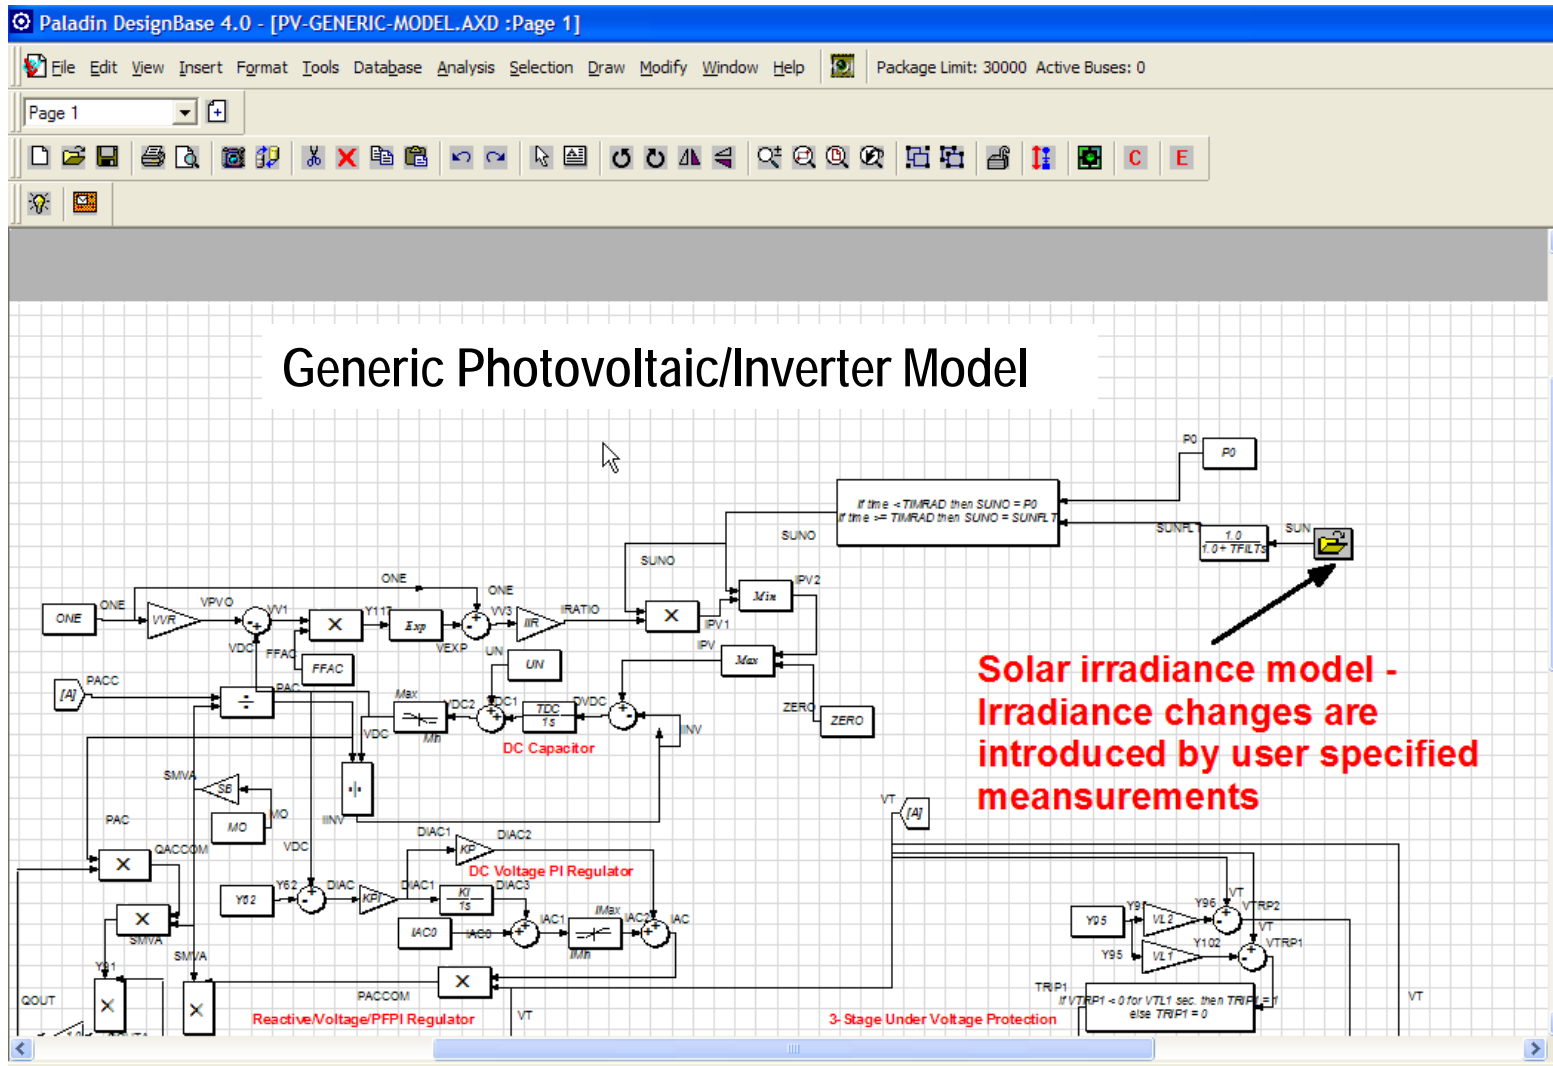 Paladin DesignBase 4.0 - [PV-GENERIC-MODEL.AXD :Page 1]
File Edit View Insert Format Tools Database Analysis Selection Draw Modify Window Help Package Limit: 30000 Active Buses: 0
Page 1
C E
Generic Photovoltaic/Inverter Model
P0
P0
If time < TIMRAD then SUNO = P0
If time >= TIMRAD then SUNO = SUNFLT
SUNO
SUNFLT
1.0
1.0 + TFILTs
SUN
SUNO
ONE
ONE
IPV2
Min
ONE
ONE
VPVO
VVR
VV1
Y117
Exp
VV3
IIR
IRATIO
IPV1
VDC
FFAC
FFAC
VEXP
UN
UN
IPV
Max
Solar irradiance model -
Irradiance changes are
introduced by user specified
meansurements
[A]
PACC
PAC
Max
Min
VDC
VDC2
VDC1
TDC
1s
DVDC
IINV
ZERO
ZERO
DC Capacitor
SMVA
SB
MO
MO
IINV
VT
[A]
PAC
QACCOM
VDC
DIAC1
KP
DIAC2
DC Voltage PI Regulator
Y62
Y62
DIAC
KPI
DIAC1
KI
1s
DIAC3
IAC0
IAC0
IAC1
IMax
IMin
IAC2
IAC
SMVA
SMVA
Y91
PACCOM
QOUT
Reactive/Voltage/PFPI Regulator
VT
Y95
VL2
Y96
VT
VTRP2
VT
Y95
VL1
Y102
VTRP1
TRIP1
If VTRP1 < 0 for VTL1 sec. then TRIP1 = 1
else TRIP1 = 0
VT
3-Stage Under Voltage Protection